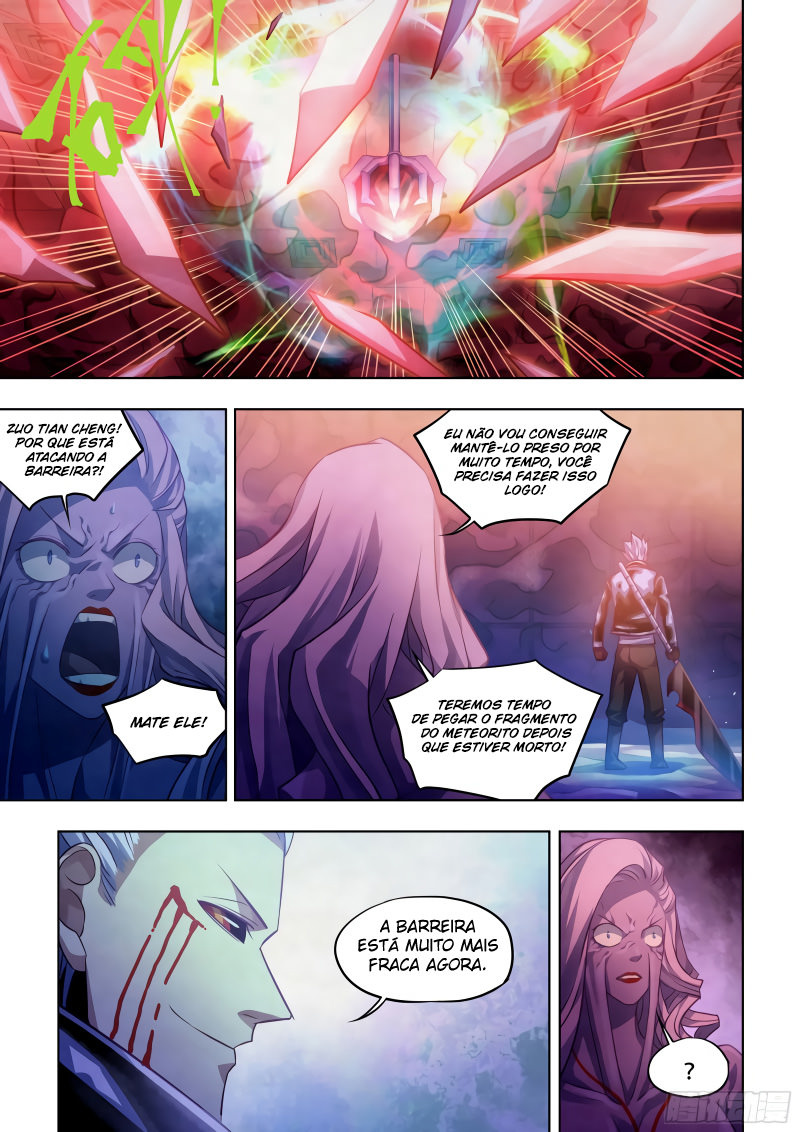 ZUO TIAN CHENG!
POR QUE ESTÁ
ATACANDO A
BARREIRA?!
MATE ELE!
EU NÃO VOU CONSEGUIR
MANTÊ-LO PRESO POR
MUITO TEMPO, VOCÊ
PRECISA FAZER ISSO
LOGO!
TEREMOS TEMPO
DE PEGAR O FRAGMENTO
DO METEORITO DEPOIS
QUE ESTIVER MORTO!
A BARREIRA
ESTÁ MUITO MAIS
FRACA AGORA.
?